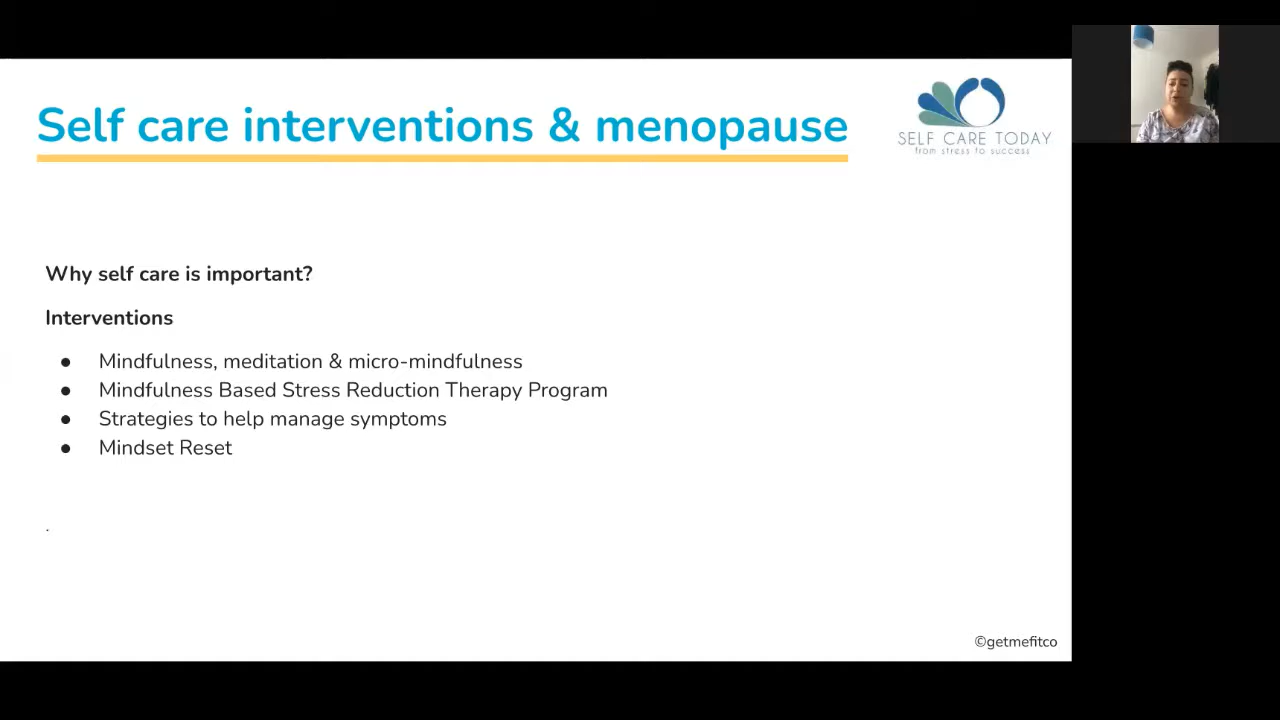 Self care interventions & menopause
SELF CARE TODAY
from stress to success
Why self care is important?
Interventions
● Mindfulness, meditation & micro-mindfulness
● Mindfulness Based Stress Reduction Therapy Program
● Strategies to help manage symptoms
● Mindset Reset
.
©getmefitco